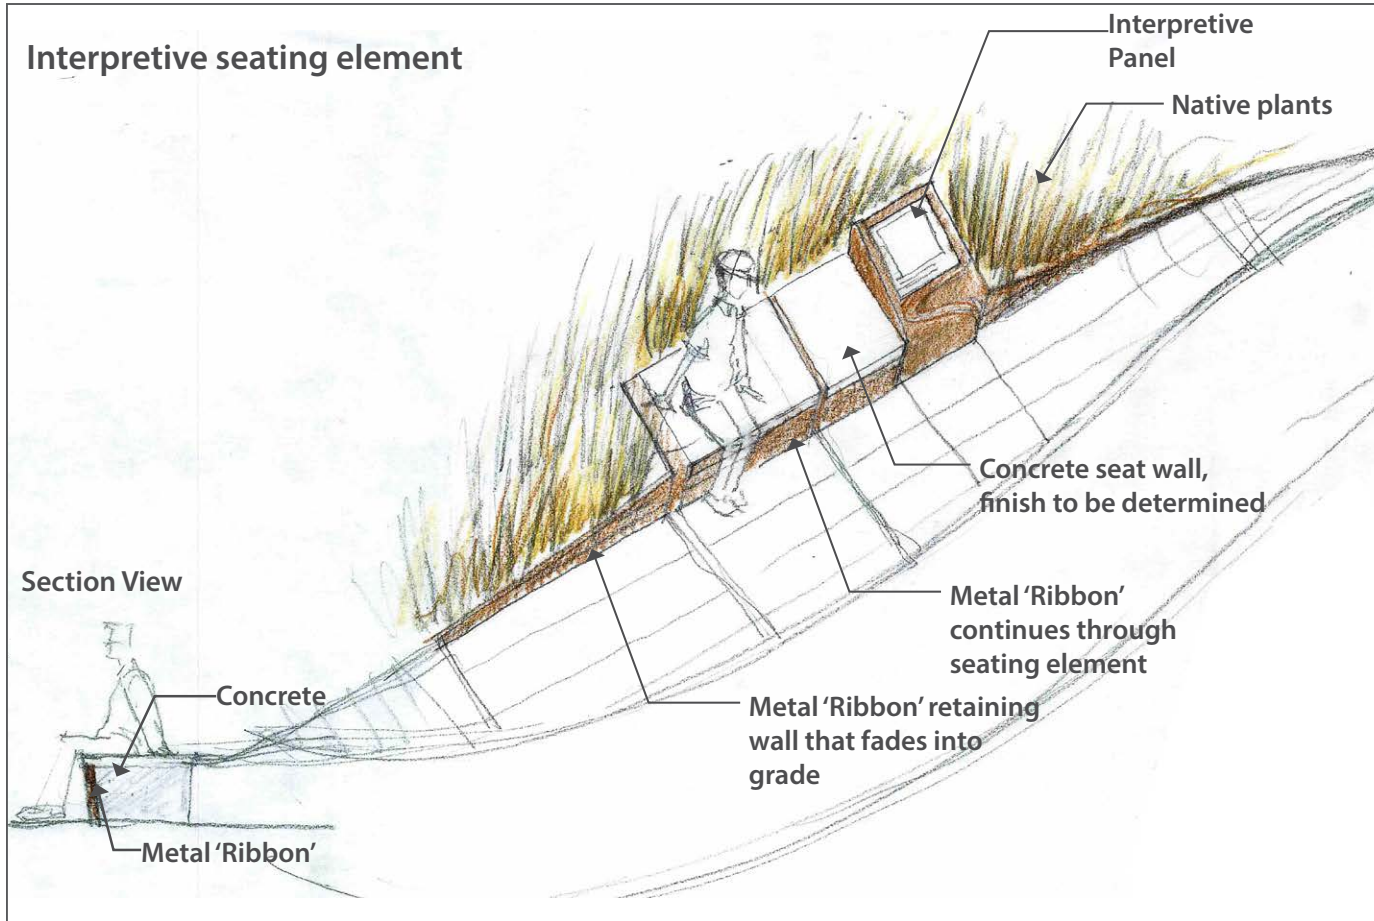 Interpretive seating element
Interpretive
Panel
Native plants
Concrete seat wall,
finish to be determined
Metal ‘Ribbon’
continues through
seating element
Metal ‘Ribbon’ retaining
wall that fades into
grade
Section View
Concrete
Metal ‘Ribbon’